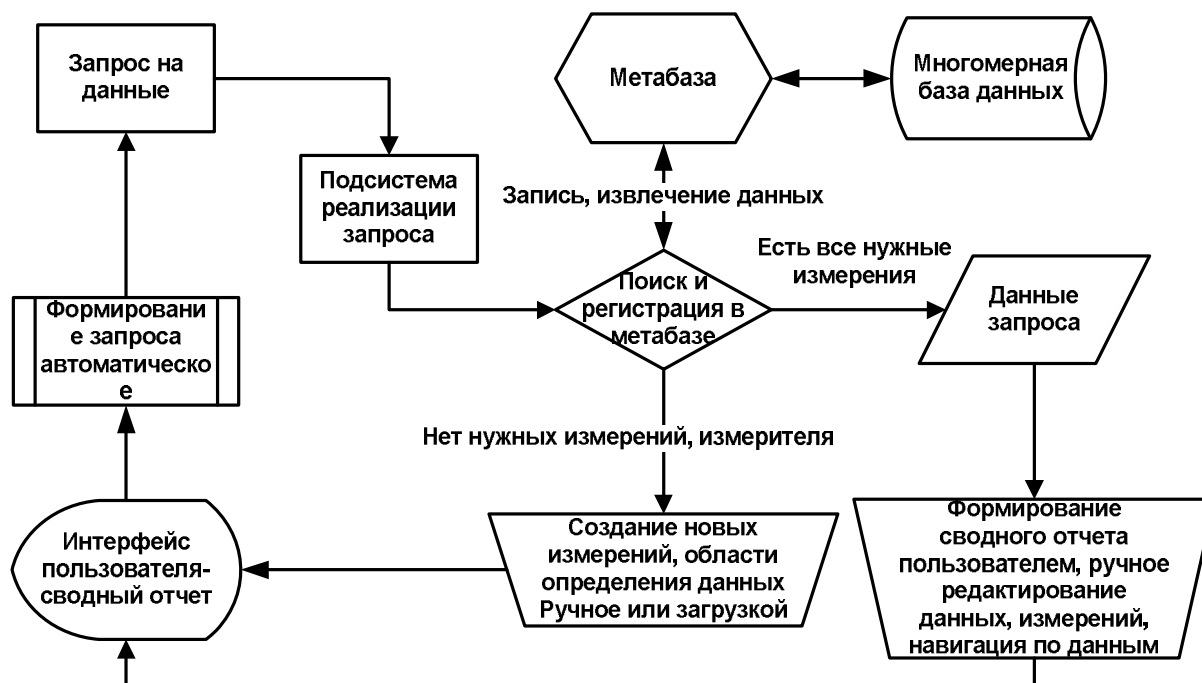 Запрос на
данные
Метабаза
Многомерная
база данных
Подсистема
реализации
запроса
Запись, извлечение данных
Есть все нужные
измерения
Поиск и
регистрация в
метабазе
Данные
запроса
Формировани
е запроса
автоматическо
е
Нет нужных измерений, измерителя
Интерфейс
пользователя-
сводный отчет
Создание новых
измерений, области
определения данных
Ручное или загрузкой
Формирование
сводного отчета
пользователем, ручное
редактирование
данных, измерений,
навигация по данным